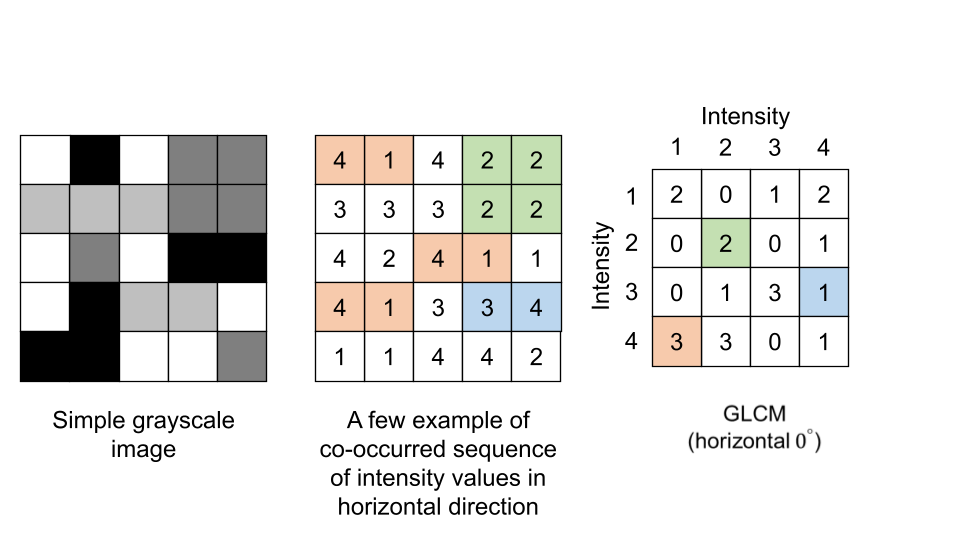 4 1 4 2 2
3 3 3 2 2
4 2 4 1 1
4 1 3 3 4
1 1 4 4 2
Intensity
1 2 3 4
Intensity
1 2 0 1 2
2 0 2 0 1
3 0 1 3 1
4 3 3 0 1
Simple grayscale
image
A few example of
co-occurred sequence
of intensity values in
horizontal direction
GLCM
(horizontal 0°)